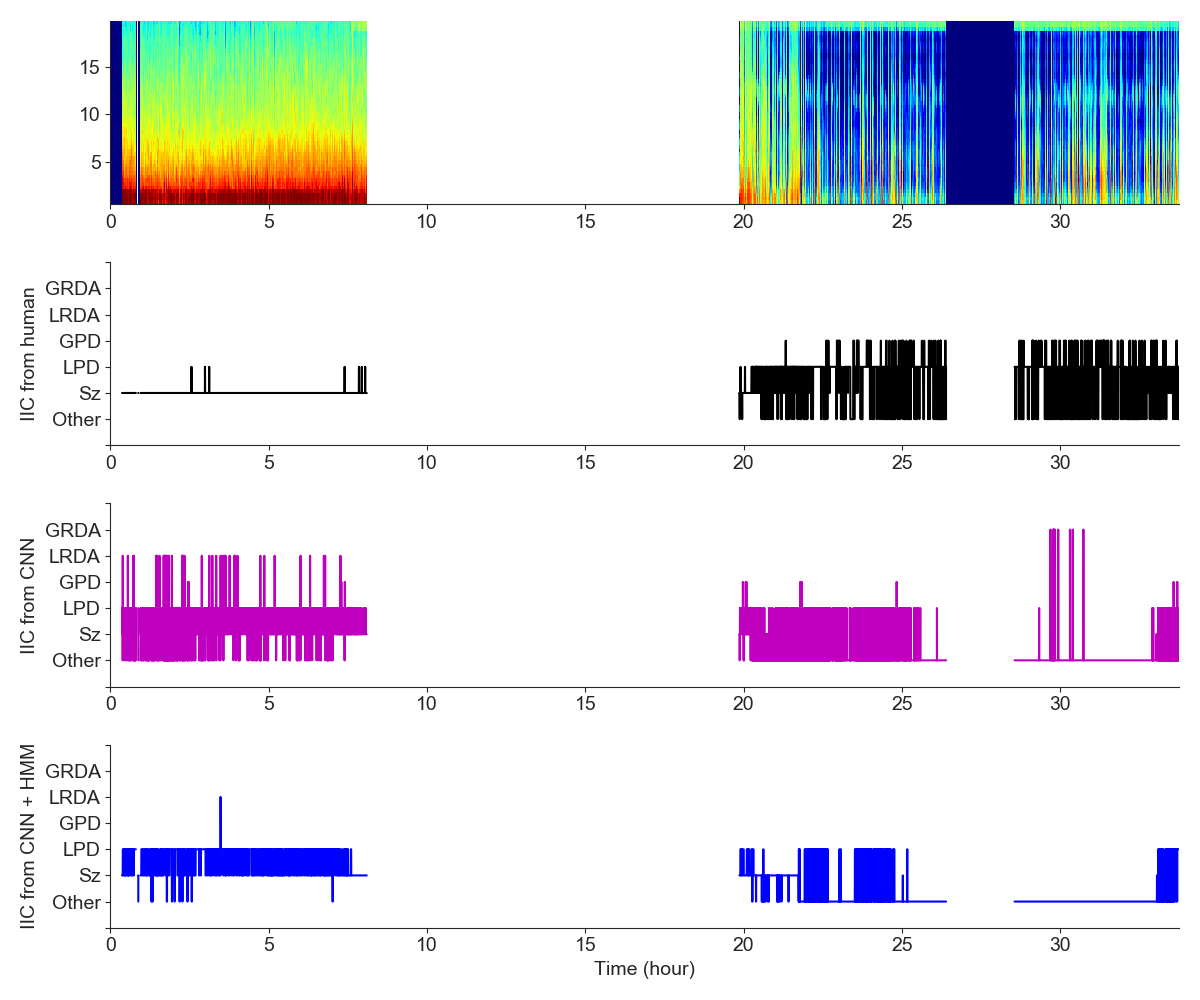 15
10
5
0 5 10 15 20 25 30
IIC from human
GRDA
LRDA
GPD
LPD
Sz
Other
0 5 10 15 20 25 30
IIC from CNN
GRDA
LRDA
GPD
LPD
Sz
Other
0 5 10 15 20 25 30
IIC from CNN + HMM
GRDA
LRDA
GPD
LPD
Sz
Other
0 5 10 15 20 25 30
Time (hour)